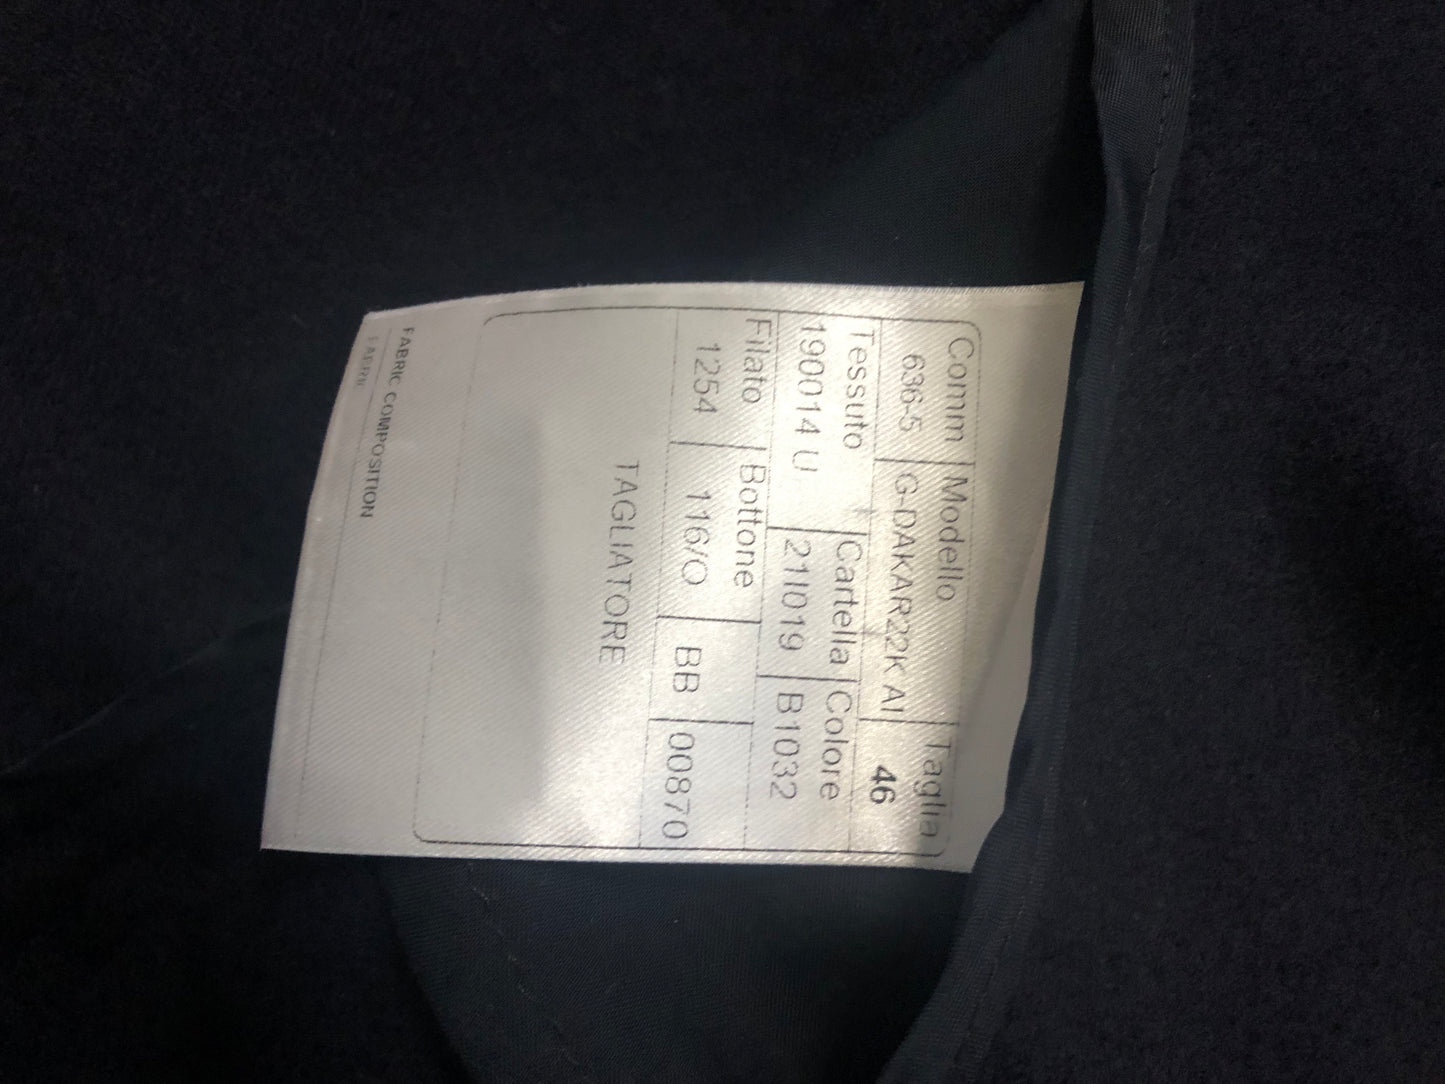 Comm Modello Taglia
636-5 G-DAKAR22K AI 46
Tessuto Cartella Colore
190014 U 21I019 B1032
Filato Bottone
1254 116/O BB 00870
TAGLIATORE
FABRIC COMPOSITION
FABRIC